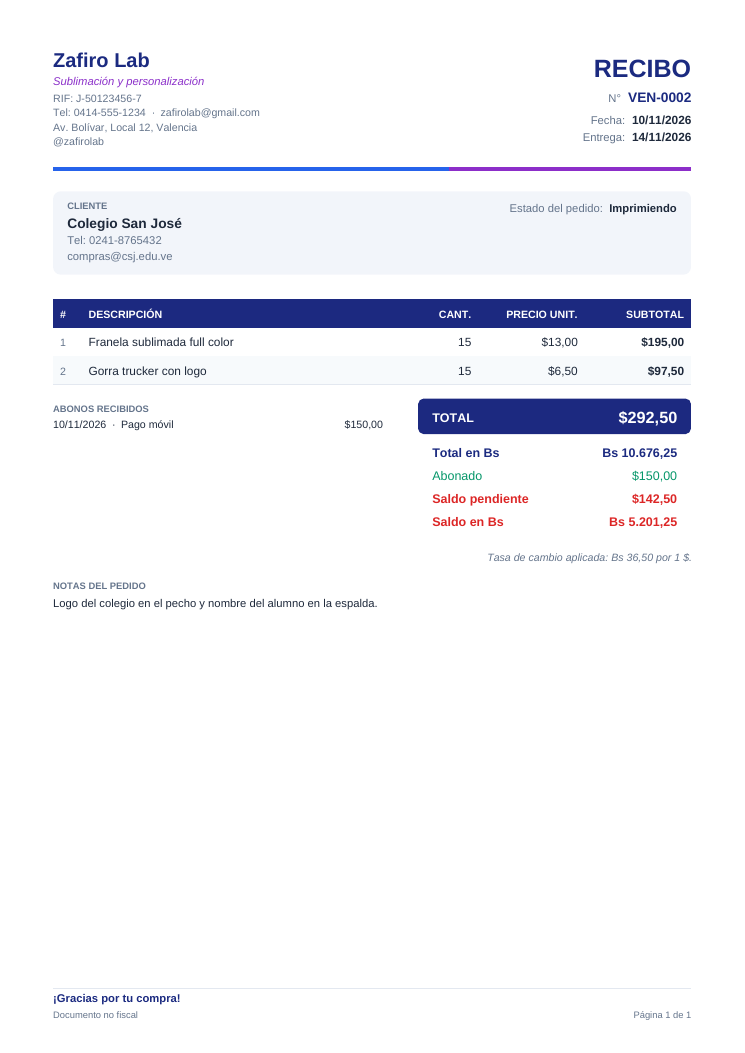 Zafiro Lab
Sublimación y personalización
RIF: J-50123456-7
Tel: 0414-555-1234 · zafirolab@gmail.com
Av. Bolívar, Local 12, Valencia
@zafirolab
RECIBO
N° VEN-0002
Fecha: 10/11/2026
Entrega: 14/11/2026
CLIENTE
Colegio San José
Tel: 0241-8765432
compras@csj.edu.ve
Estado del pedido: Imprimiendo
# DESCRIPCIÓN CANT. PRECIO UNIT. SUBTOTAL
1 Franela sublimada full color 15 $13,00 $195,00
2 Gorra trucker con logo 15 $6,50 $97,50
ABONOS RECIBIDOS
10/11/2026 · Pago móvil $150,00
TOTAL $292,50
Total en Bs Bs 10.676,25
Abonado $150,00
Saldo pendiente $142,50
Saldo en Bs Bs 5.201,25
Tasa de cambio aplicada: Bs 36,50 por 1 $.
NOTAS DEL PEDIDO
Logo del colegio en el pecho y nombre del alumno en la espalda.
¡Gracias por tu compra!
Documento no fiscal Página 1 de 1